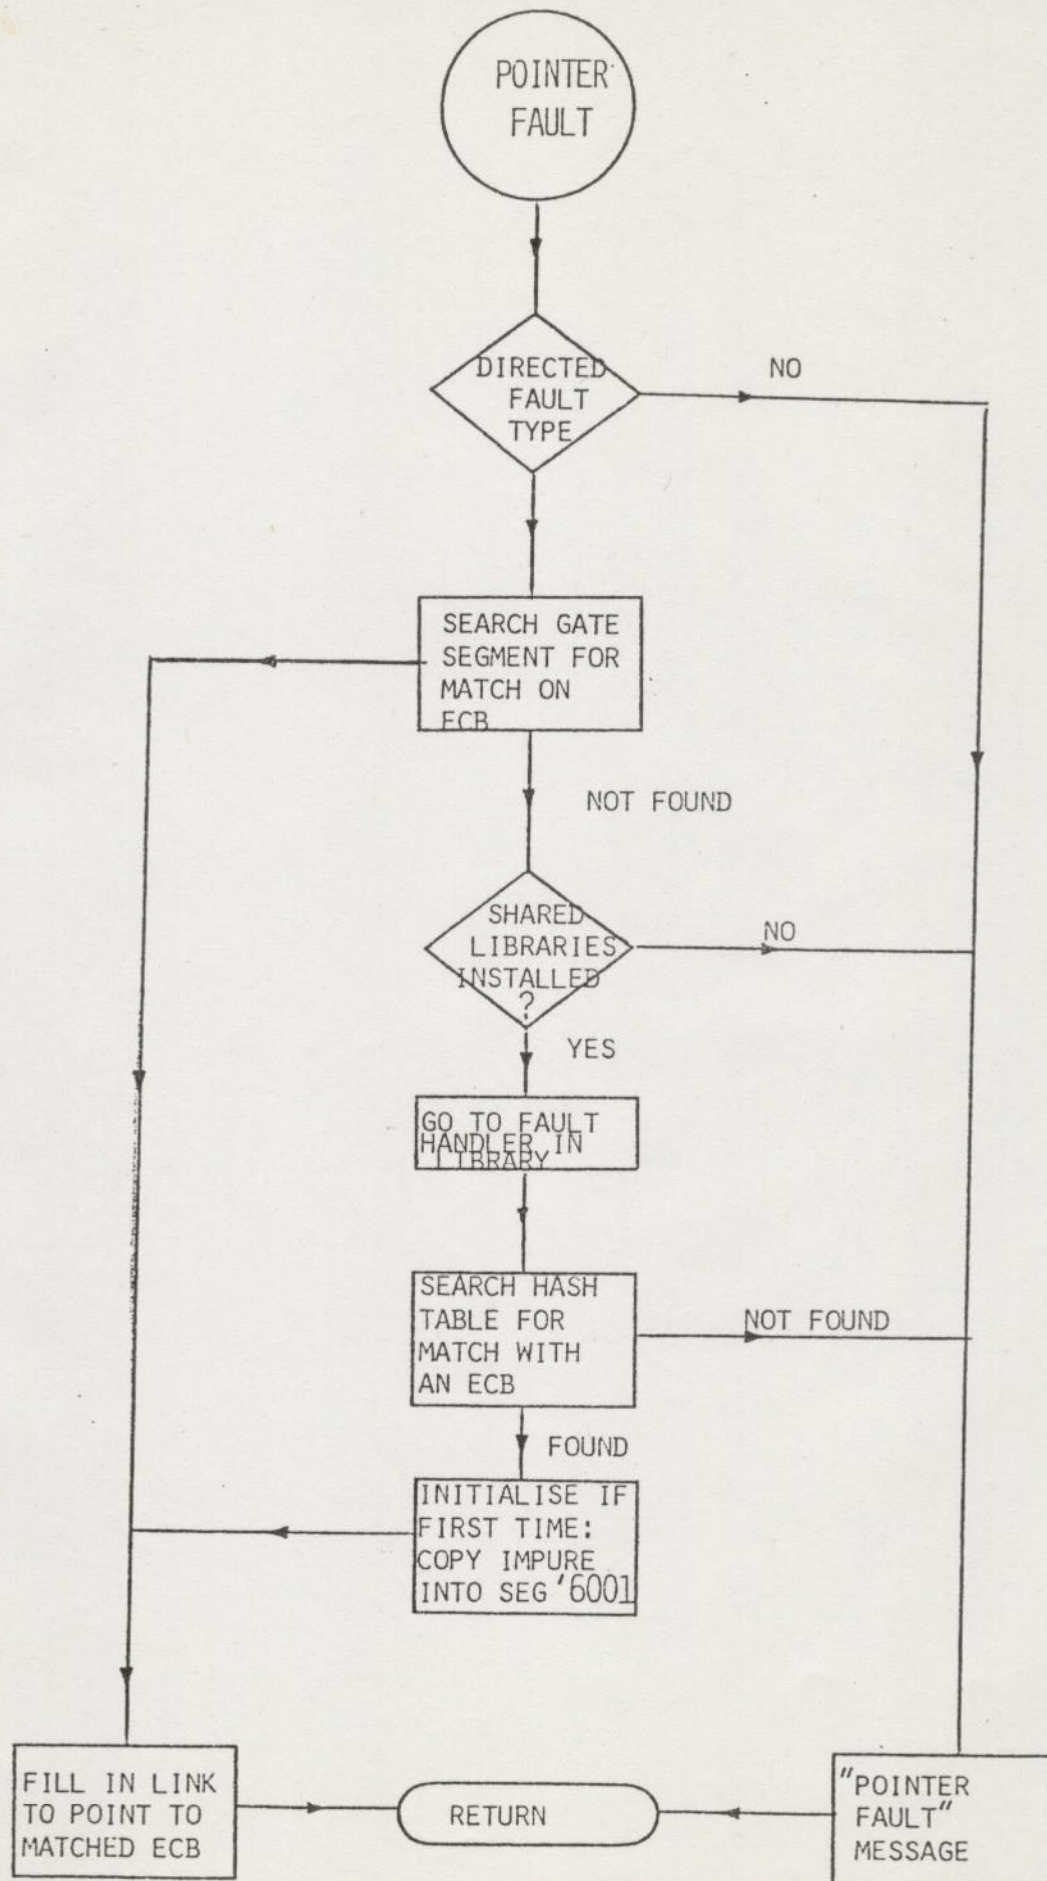 POINTER
FAULT
DIRECTED
FAULT
TYPE
NO
SEARCH GATE
SEGMENT FOR
MATCH ON
ECB
NOT FOUND
SHARED
LIBRARIES
INSTALLED
?
NO
YES
GO TO FAULT
HANDLER IN
LIBRARY
SEARCH HASH
TABLE FOR
MATCH WITH
AN ECB
NOT FOUND
FOUND
INITIALISE IF
FIRST TIME:
COPY IMPURE
INTO SEG '6001
FILL IN LINK
TO POINT TO
MATCHED ECB
RETURN
"POINTER
FAULT"
MESSAGE